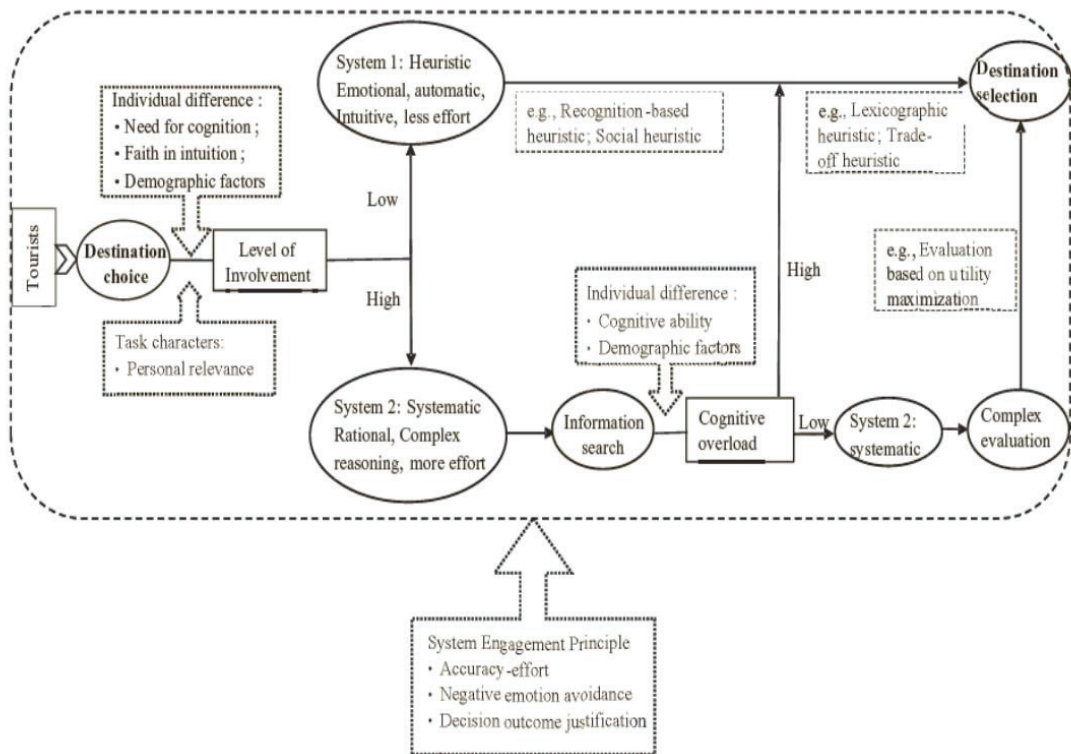 System 1: Heuristic
Emotional, automatic,
Intuitive, less effort
Destination
selection
Individual difference :
• Need for cognition ;
• Faith in intuition ;
• Demographic factors
e.g., Recognition-based
heuristic; Social heuristic
e.g., Lexicographic
heuristic; Trade-
off heuristic
Low
Tourists
Destination
choice
Level of
Involvement
High
High
e.g., Evaluation
based on utility
maximization
Individual difference :
• Cognitive ability
• Demographic factors
Task characters:
• Personal relevance
System 2: Systematic
Rational, Complex
reasoning, more effort
Information
search
Cognitive
overload
Low
System 2:
systematic
Complex
evaluation
System Engagement Principle
• Accuracy-effort
• Negative emotion avoidance
• Decision outcome justification